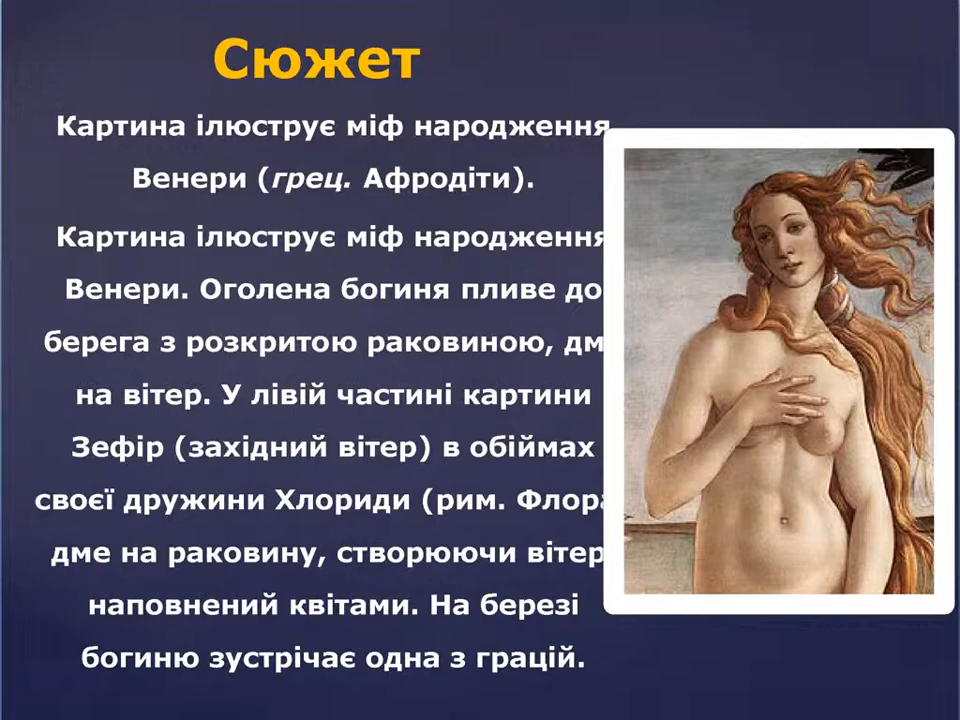 Сюжет
Картина ілюструє міф народження
Венери (грец. Афродіти).
Картина ілюструє міф народження
Венери. Оголена богиня пливе до
берега з розкритою раковиною,
на вітер. У лівій частині картини
Зефір (західний вітер) в обіймах
своєї дружини Хлориди (рим. Флора
дме на раковину, створюючи вітер
наповнений квітами. На березі
богиню зустрічає одна з грацій.